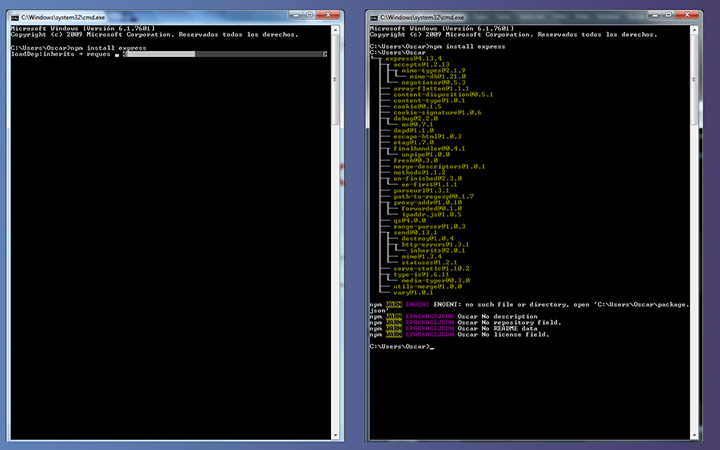 C:\Windows\system32\cmd.exe
Microsoft Windows [Versión 6.1.7601]
Copyright (c) 2009 Microsoft Corporation. Reservados todos los derechos.
C:\Users\Oscar>npm install express
loadDep:inherits → reques
C:\Windows\system32\cmd.exe
Microsoft Windows [Versión 6.1.7601]
Copyright (c) 2009 Microsoft Corporation. Reservados todos los derechos.
C:\Users\Oscar>npm install express
C:\Users\Oscar
express@4.13.4
accepts@1.2.13
mime-types@2.1.9
mime-db@1.21.0
negotiator@0.5.3
array-flatten@1.1.1
content-disposition@0.5.1
content-type@1.0.1
cookie@0.1.5
cookie-signature@1.0.6
debug@2.2.0
ms@0.7.1
depd@1.1.0
escape-html@1.0.3
etag@1.7.0
finalhandler@0.4.1
unpipe@1.0.0
fresh@0.3.0
merge-descriptors@1.0.1
methods@1.1.2
on-finished@2.3.0
ee-first@1.1.1
parseurl@1.3.1
path-to-regexp@0.1.7
proxy-addr@1.0.10
forwarded@0.1.0
ipaddr.js@1.0.5
qs@4.0.0
range-parser@1.0.3
send@0.13.1
destroy@1.0.4
http-errors@1.3.1
inherits@2.0.1
mime@1.3.4
statuses@1.2.1
serve-static@1.10.2
type-is@1.6.11
media-typer@0.3.0
utils-merge@1.0.0
vary@1.0.1
npm WARN ENOENT ENOENT: no such file or directory, open 'C:\Users\Oscar\package.
json'
npm WARN EPACKAGEJSON Oscar No description
npm WARN EPACKAGEJSON Oscar No repository field.
npm WARN EPACKAGEJSON Oscar No README data
npm WARN EPACKAGEJSON Oscar No license field.
C:\Users\Oscar>_